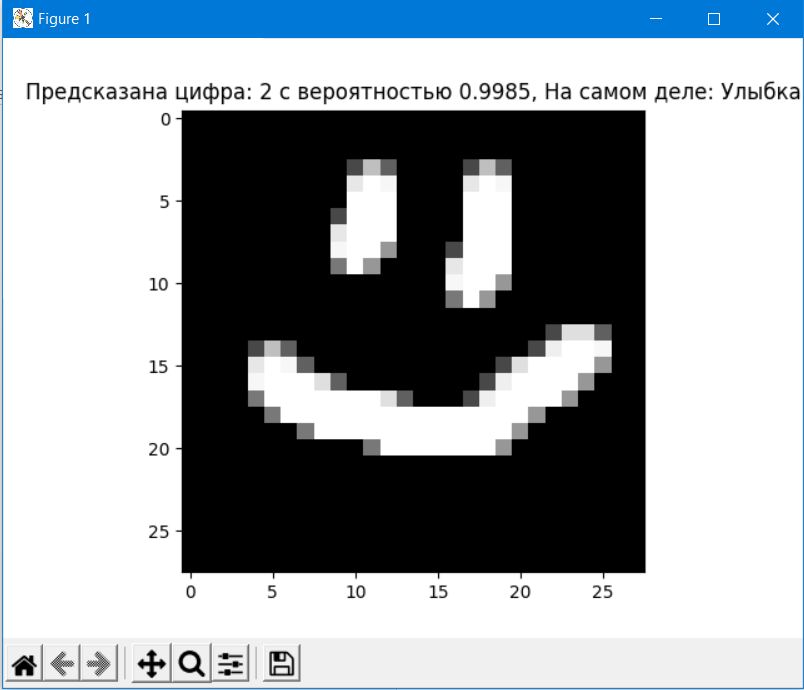 Figure 1
Предсказана цифра: 2 с вероятностью 0.9985, На самом деле: Улыбка
0
5
10
15
20
25
0 5 10 15 20 25